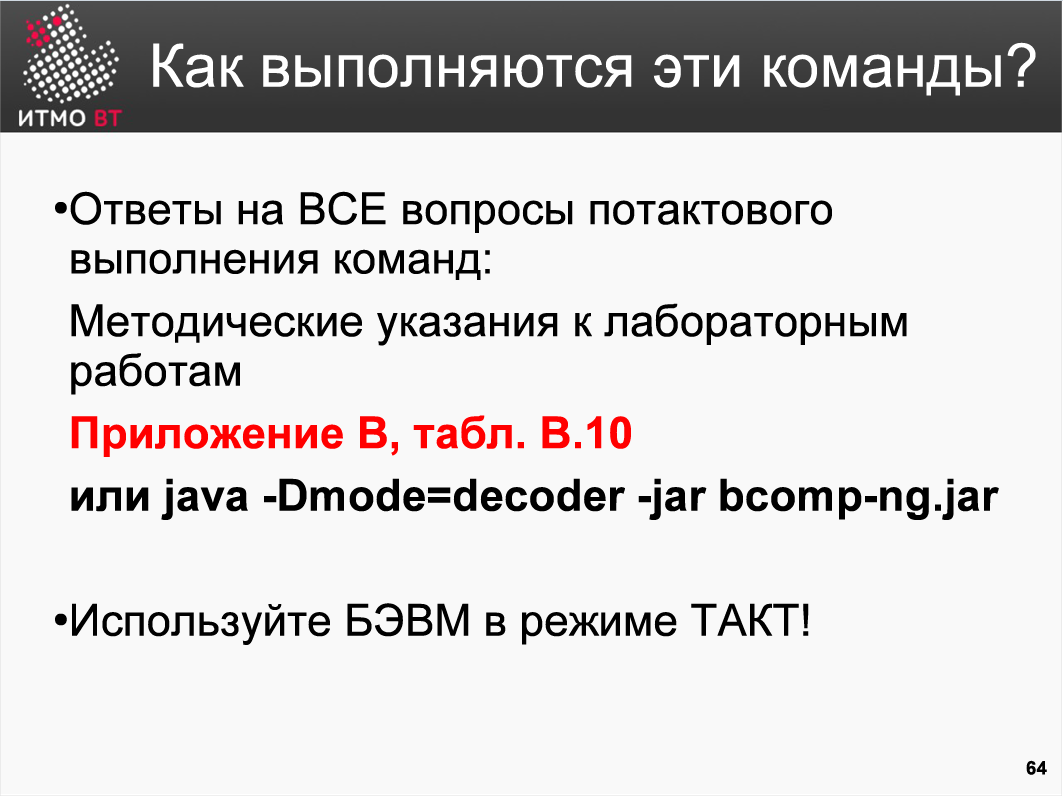 ИТМО ВТ
Как выполняются эти команды?
•Ответы на ВСЕ вопросы потактового
выполнения команд:
Методические указания к лабораторным
работам
Приложение В, табл. В.10
или java -Dmode=decoder -jar bcomp-ng.jar
•Используйте БЭВМ в режиме ТАКТ!
64